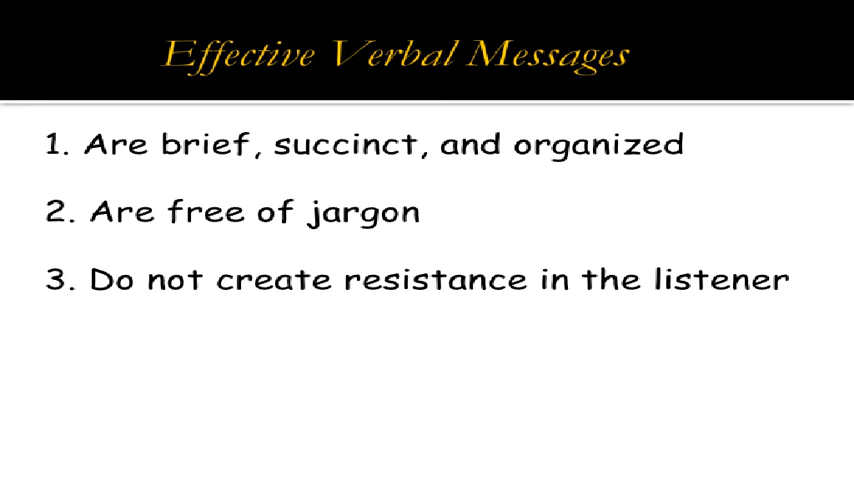 Effective Verbal Messages
1. Are brief, succinct, and organized
2. Are free of jargon
3. Do not create resistance in the listener